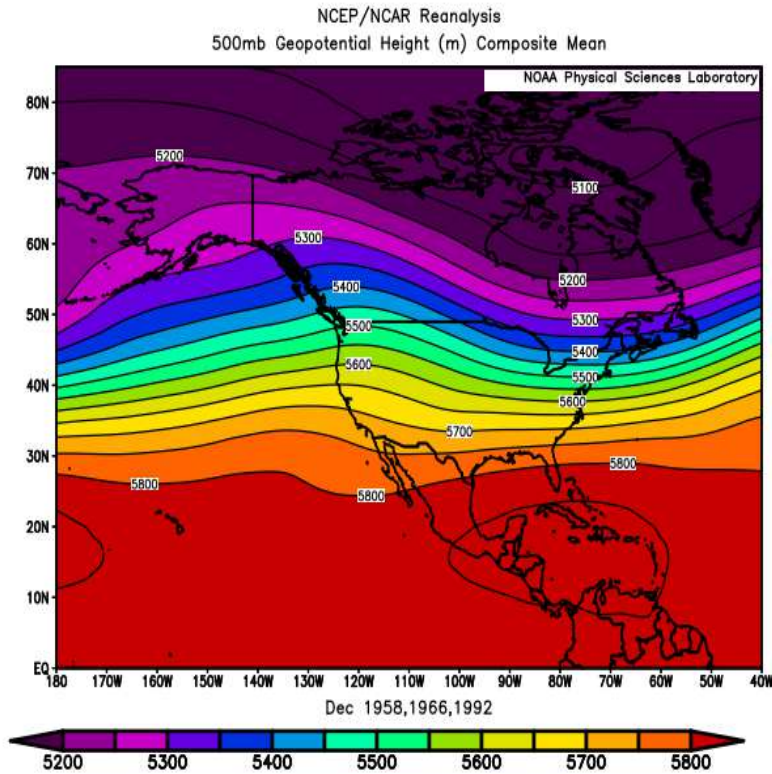 NCEP/NCAR Reanalysis
500mb Geopotential Height (m) Composite Mean
NOAA Physical Sciences Laboratory
80N
5200
70N
5100
60N
5300
5200
5400
50N
5500
5300
5400
5600
5500
40N
5600
5700
30N
5800
5800
5800
20N
10N
EQ
180 170W 160W 150W 140W 130W 120W 110W 100W 90W 80W 70W 60W 50W 40W
Dec 1958,1966,1992
5200 5300 5400 5500 5600 5700 5800